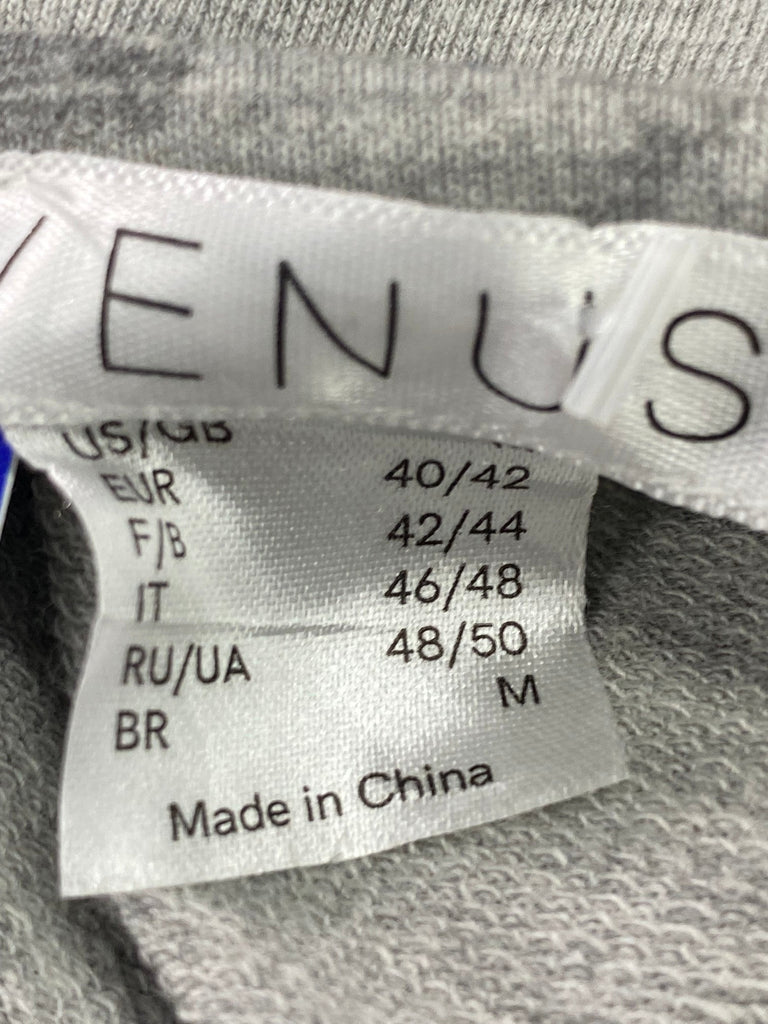 VENUS
US/GB
EUR 40/42
F/B 42/44
IT 46/48
RU/UA 48/50
BR M
Made in China